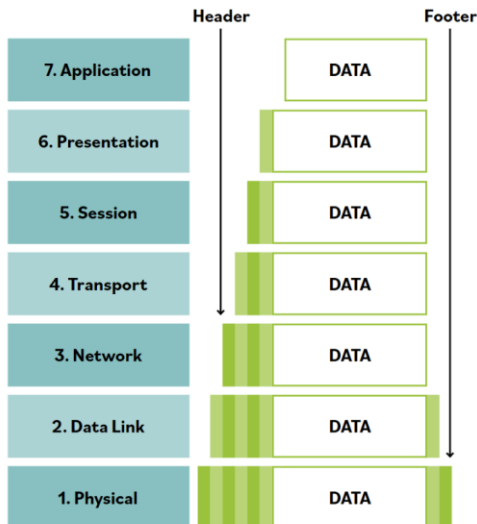 Header Footer
7. Application DATA
6. Presentation DATA
5. Session DATA
4. Transport DATA
3. Network DATA
2. Data Link DATA
1. Physical DATA